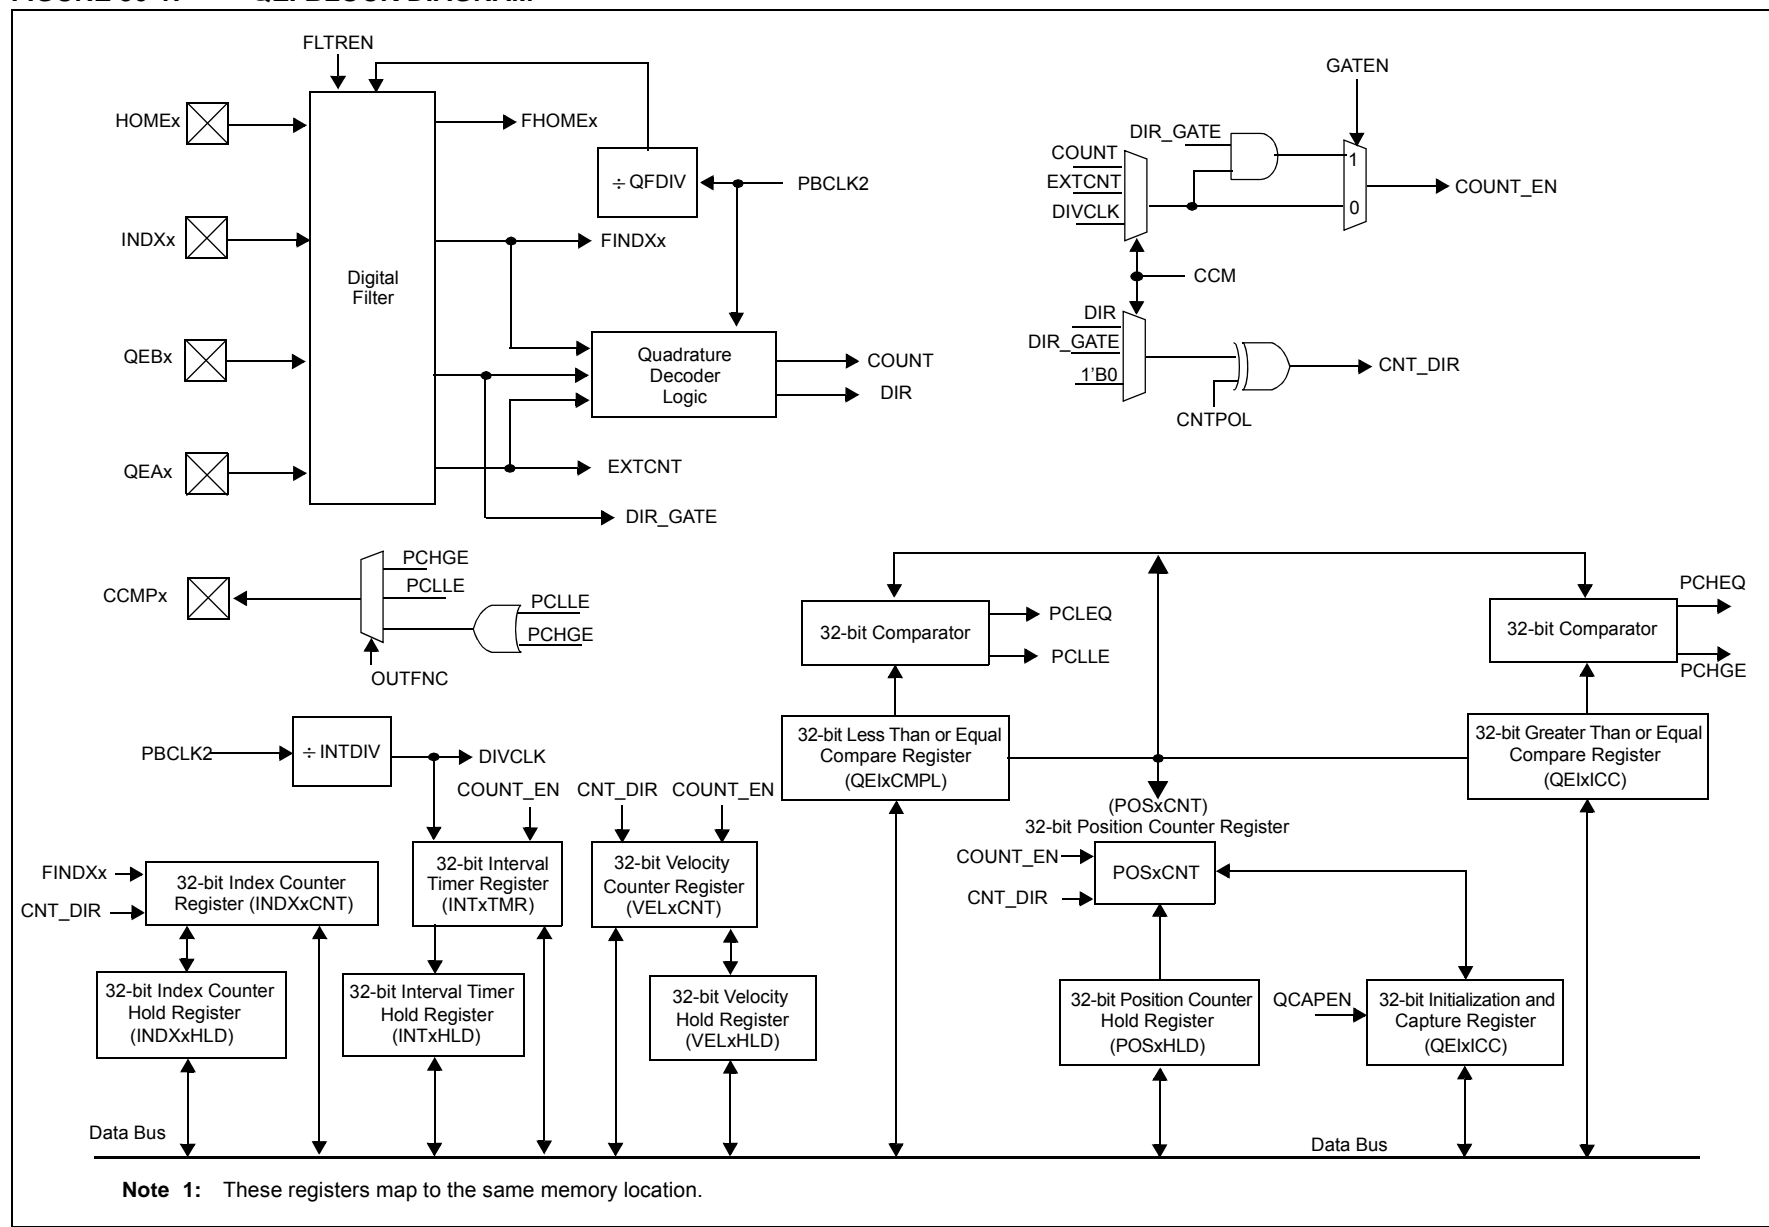 FLTREN
HOMEx
FHOMEx
÷ QFDIV
PBCLK2
INDXx
FINDXx
Digital
Filter
QEBx
Quadrature
Decoder
Logic
COUNT
DIR
QEAx
EXTCNT
DIR_GATE
GATEN
DIR_GATE
COUNT
EXTCNT
DIVCLK
1
0
COUNT_EN
CCM
DIR
DIR_GATE
1'B0
CNTPOL
CNT_DIR
CCMPx
PCHGE
PCLLE
PCLLE
PCHGE
OUTFNC
32-bit Comparator
PCLEQ
PCLLE
32-bit Comparator
PCHEQ
PCHGE
PBCLK2
÷ INTDIV
DIVCLK
COUNT_EN
CNT_DIR
COUNT_EN
32-bit Less Than or Equal
Compare Register
(QEIxCMPL)
32-bit Greater Than or Equal
Compare Register
(QEIxICC)
(POSxCNT)
32-bit Position Counter Register
COUNT_EN
CNT_DIR
POSxCNT
FINDXx
CNT_DIR
32-bit Index Counter
Register (INDXxCNT)
32-bit Interval
Timer Register
(INTxTMR)
32-bit Velocity
Counter Register
(VELxCNT)
32-bit Index Counter
Hold Register
(INDXxHLD)
32-bit Interval Timer
Hold Register
(INTxHLD)
32-bit Velocity
Hold Register
(VELxHLD)
32-bit Position Counter
Hold Register
(POSxHLD)
QCAPEN
32-bit Initialization and
Capture Register
(QEIxICC)
Data Bus
Data Bus
Note 1: These registers map to the same memory location.